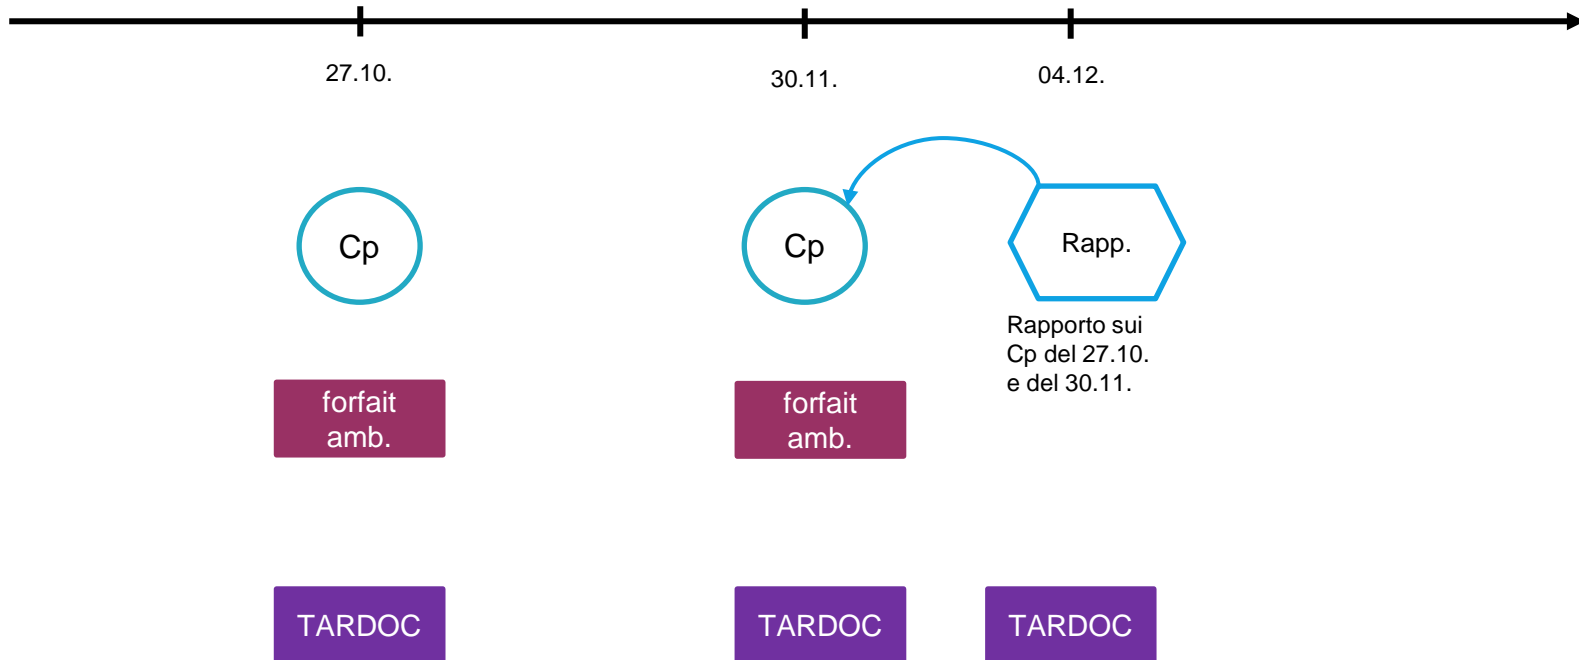 27.10.
30.11.
04.12.
Cp
Cp
Rapp.
Rapporto sui
Cp del 27.10.
e del 30.11.
forfait
amb.
forfait
amb.
TARDOC
TARDOC
TARDOC